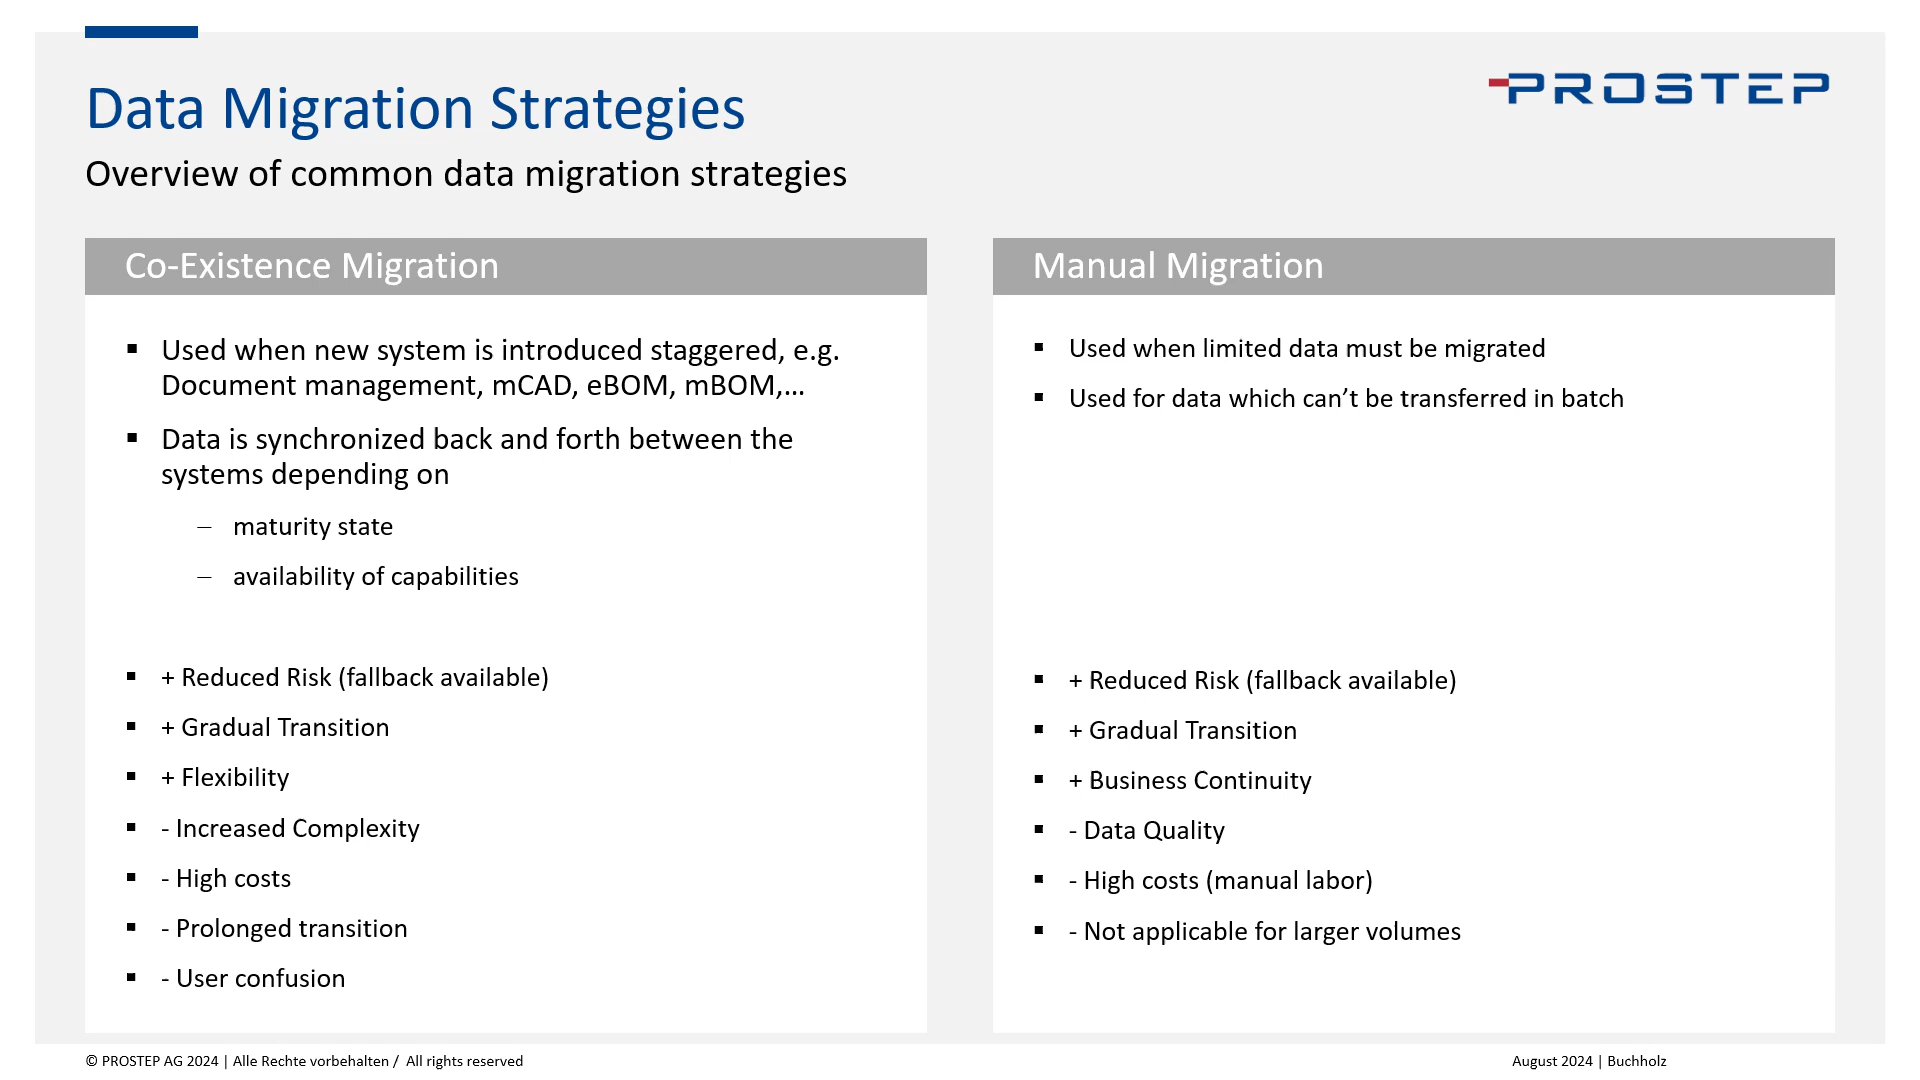 Data Migration Strategies
PROSTEP
Overview of common data migration strategies
Co-Existence Migration
▪ Used when new system is introduced staggered, e.g.
Document management, mCAD, eBOM, mBOM,...
▪ Data is synchronized back and forth between the
systems depending on
– maturity state
– availability of capabilities
▪ + Reduced Risk (fallback available)
▪ + Gradual Transition
▪ + Flexibility
▪ - Increased Complexity
▪ - High costs
▪ - Prolonged transition
▪ - User confusion
Manual Migration
▪ Used when limited data must be migrated
▪ Used for data which can’t be transferred in batch
▪ + Reduced Risk (fallback available)
▪ + Gradual Transition
▪ + Business Continuity
▪ - Data Quality
▪ - High costs (manual labor)
▪ - Not applicable for larger volumes
© PROSTEP AG 2024 | Alle Rechte vorbehalten / All rights reserved
August 2024 | Buchholz